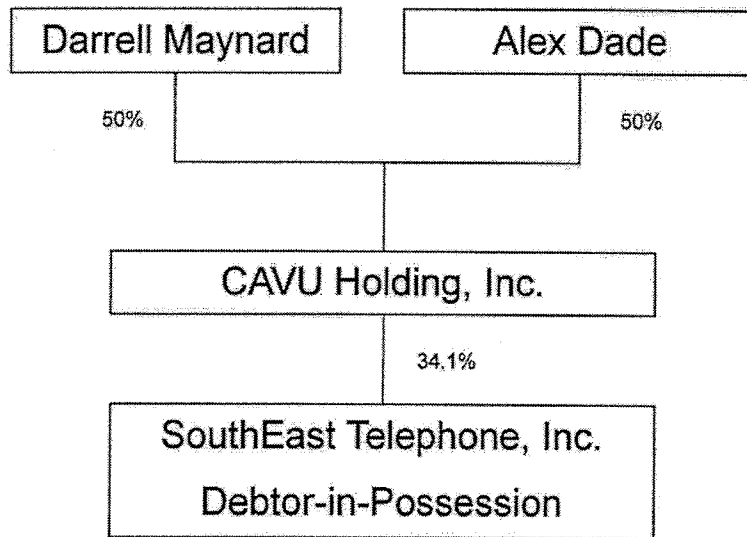 Darrell Maynard
Alex Dade
50%
50%
CAVU Holding, Inc.
34.1%
SouthEast Telephone, Inc.
Debtor-in-Possession